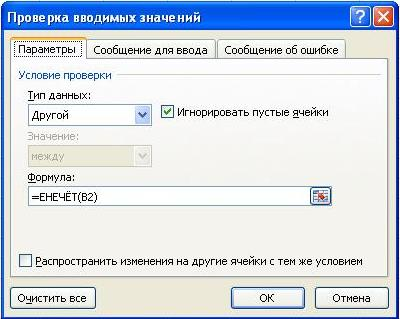 Проверка вводимых значений
Параметры Сообщение для ввода Сообщение об ошибке
Условие проверки
Тип данных:
Другой Игнорировать пустые ячейки
Значение:
между
Формула:
=ЕНЕЧЁТ(B2)
Распространить изменения на другие ячейки с тем же условием
Очистить все ОК Отмена